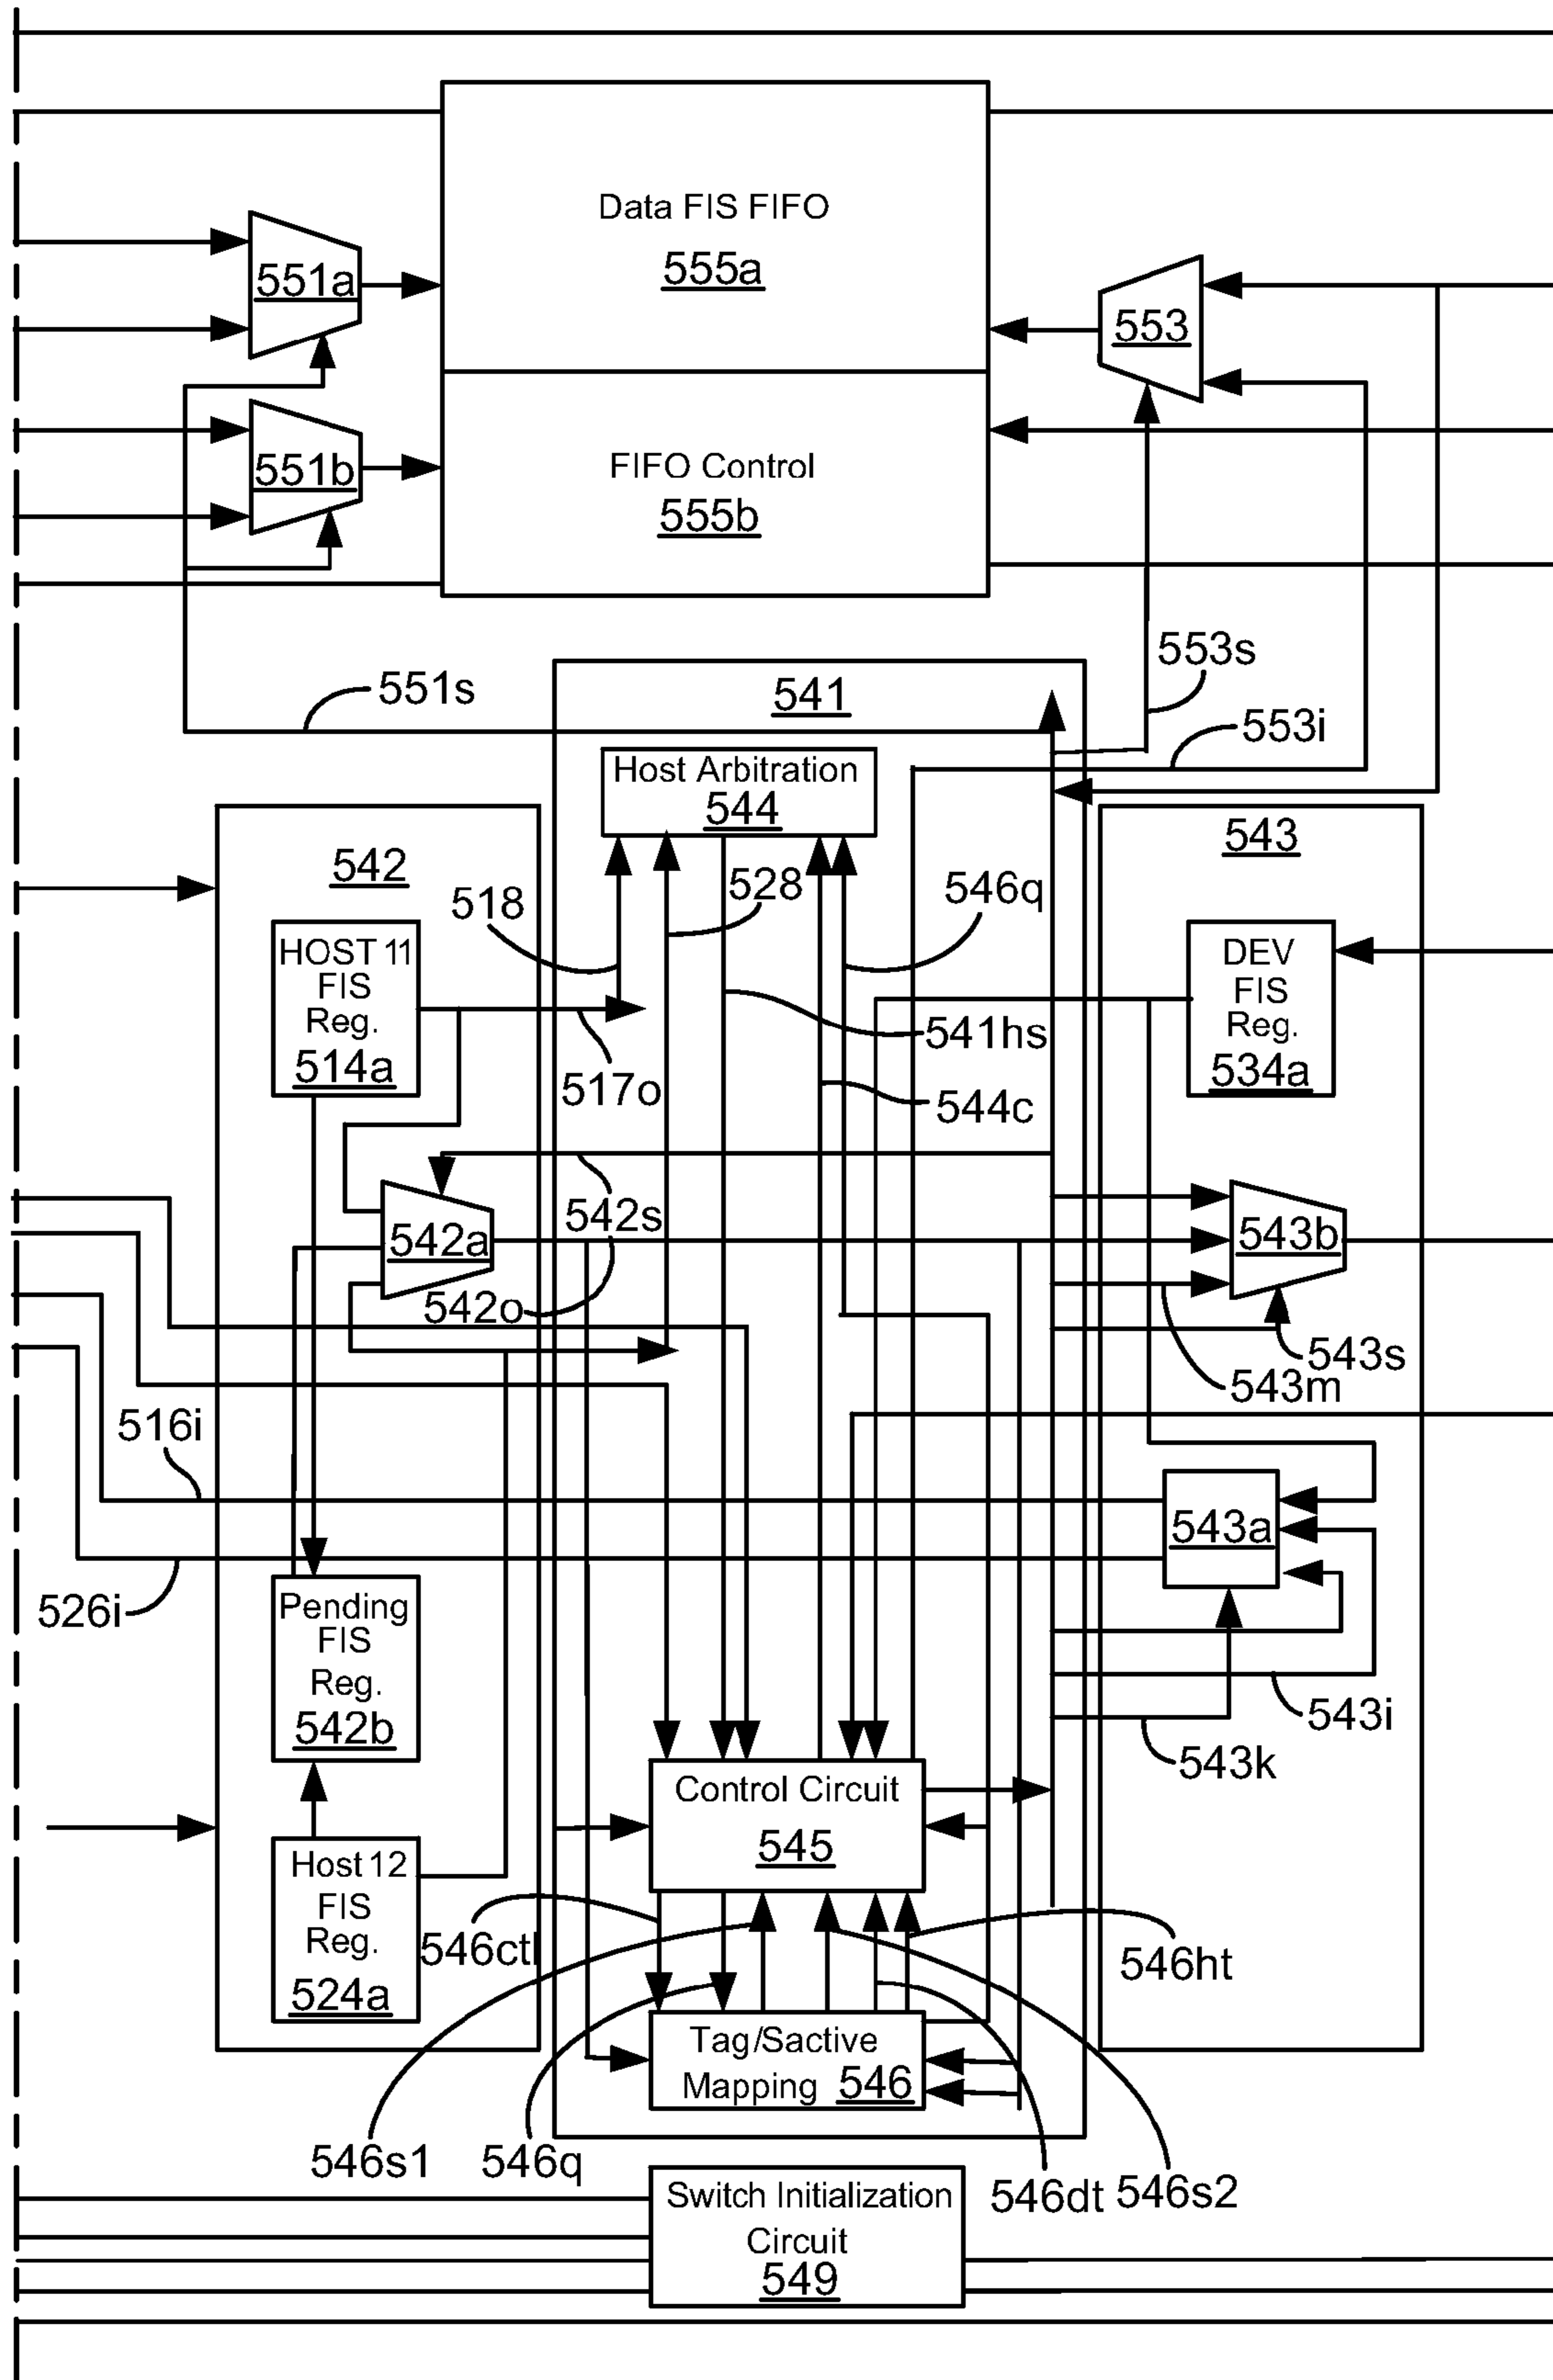 Data FIS FIFO
555a
551a
553
551b
FIFO Control
555b
553s
551s
541
553i
Host Arbitration
544
543
542
518
528
546q
HOST 11
FIS
Reg.
514a
DEV
FIS
Reg.
534a
541hs
517o
544c
542s
542a
543b
542o
543s
543m
516i
543a
526i
Pending
FIS
Reg.
542b
543i
543k
Control Circuit
545
Host 12
FIS
Reg.
524a
546ctl
546ht
Tag/Sactive
Mapping 546
546s1
546q
546dt
546s2
Switch Initialization
Circuit
549